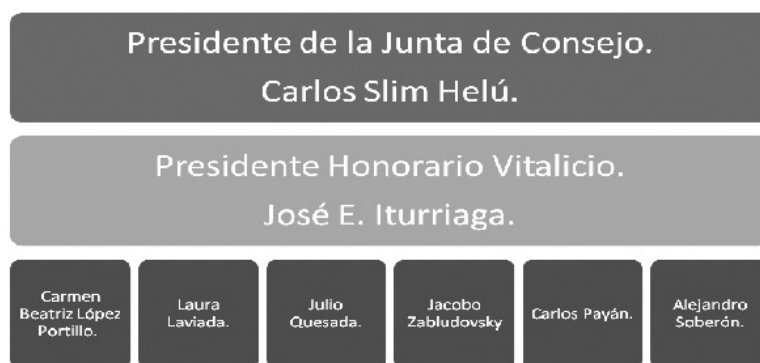 Presidente de la Junta de Consejo.
Carlos Slim Helú.
Presidente Honorario Vitalicio.
José E. Iturriaga.
Carmen
Beatriz López
Portillo.
Laura
Laviada.
Julio
Quesada.
Jacobo
Zabludovsky
Carlos Payán.
Alejandro
Soberón.